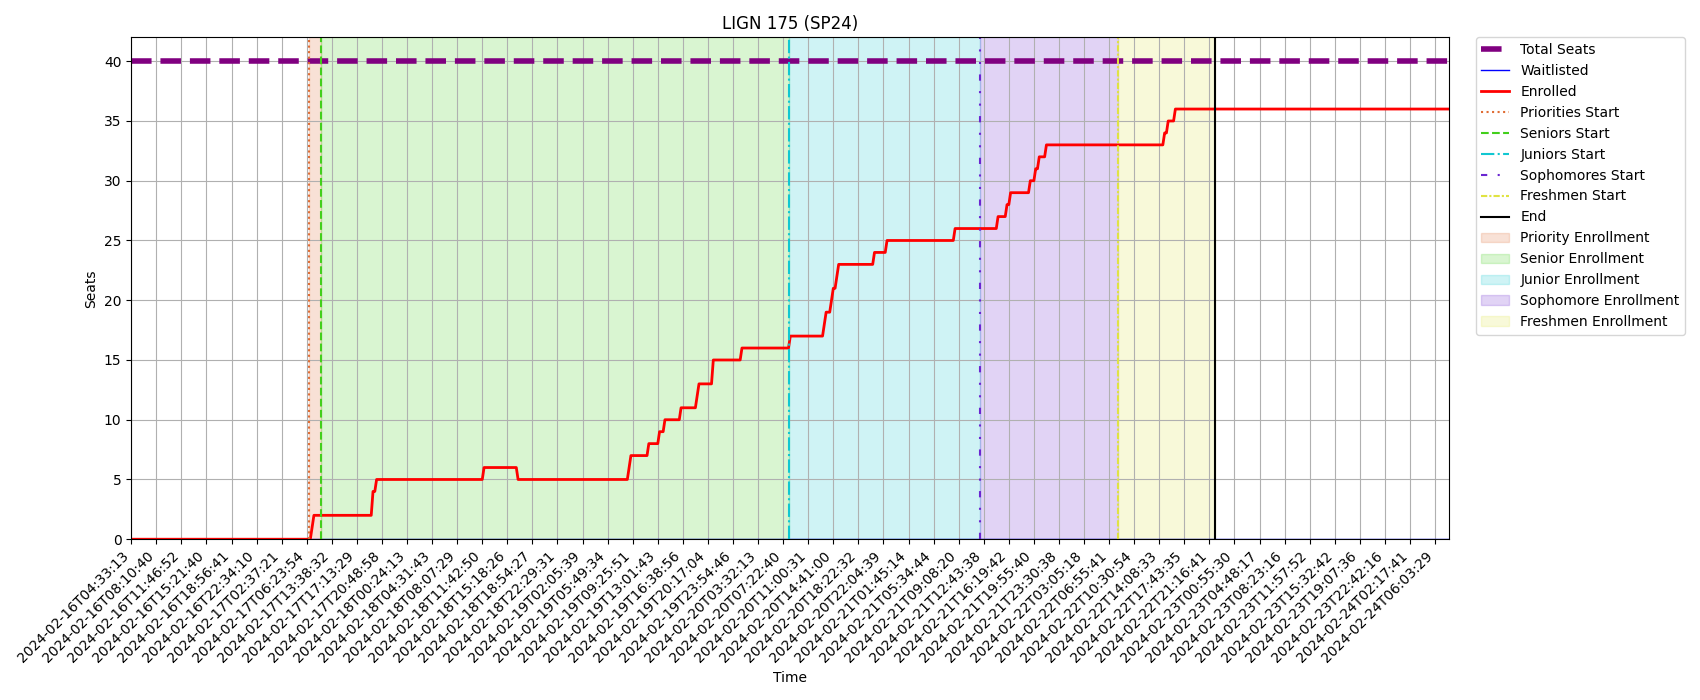 LIGN 175 (SP24)
Seats
40
35
30
25
20
15
10
5
0
2024-02-16T04:33:13
2024-02-16T08:10:40
2024-02-16T11:46:52
2024-02-16T15:21:40
2024-02-16T18:56:41
2024-02-16T22:34:10
2024-02-17T02:37:21
2024-02-17T06:23:54
2024-02-17T13:38:32
2024-02-17T17:13:29
2024-02-17T20:48:58
2024-02-18T00:24:13
2024-02-18T04:31:43
2024-02-18T08:07:29
2024-02-18T11:42:50
2024-02-18T15:18:26
2024-02-18T18:54:27
2024-02-18T22:29:31
2024-02-19T02:05:39
2024-02-19T05:49:34
2024-02-19T09:25:51
2024-02-19T13:01:43
2024-02-19T16:38:56
2024-02-19T20:17:04
2024-02-19T23:54:46
2024-02-20T03:32:13
2024-02-20T07:22:40
2024-02-20T11:00:31
2024-02-20T14:41:00
2024-02-20T18:22:32
2024-02-20T22:04:39
2024-02-21T01:45:14
2024-02-21T05:34:44
2024-02-21T09:08:20
2024-02-21T12:43:38
2024-02-21T16:19:42
2024-02-21T19:55:40
2024-02-21T23:30:38
2024-02-22T03:05:18
2024-02-22T06:55:41
2024-02-22T10:30:54
2024-02-22T14:08:33
2024-02-22T17:43:35
2024-02-22T21:16:41
2024-02-23T00:55:30
2024-02-23T04:48:17
2024-02-23T08:23:16
2024-02-23T11:57:52
2024-02-23T15:32:42
2024-02-23T19:07:36
2024-02-23T22:42:16
2024-02-24T02:17:41
2024-02-24T06:03:29
Time
Total Seats
Waitlisted
Enrolled
Priorities Start
Seniors Start
Juniors Start
Sophomores Start
Freshmen Start
End
Priority Enrollment
Senior Enrollment
Junior Enrollment
Sophomore Enrollment
Freshmen Enrollment